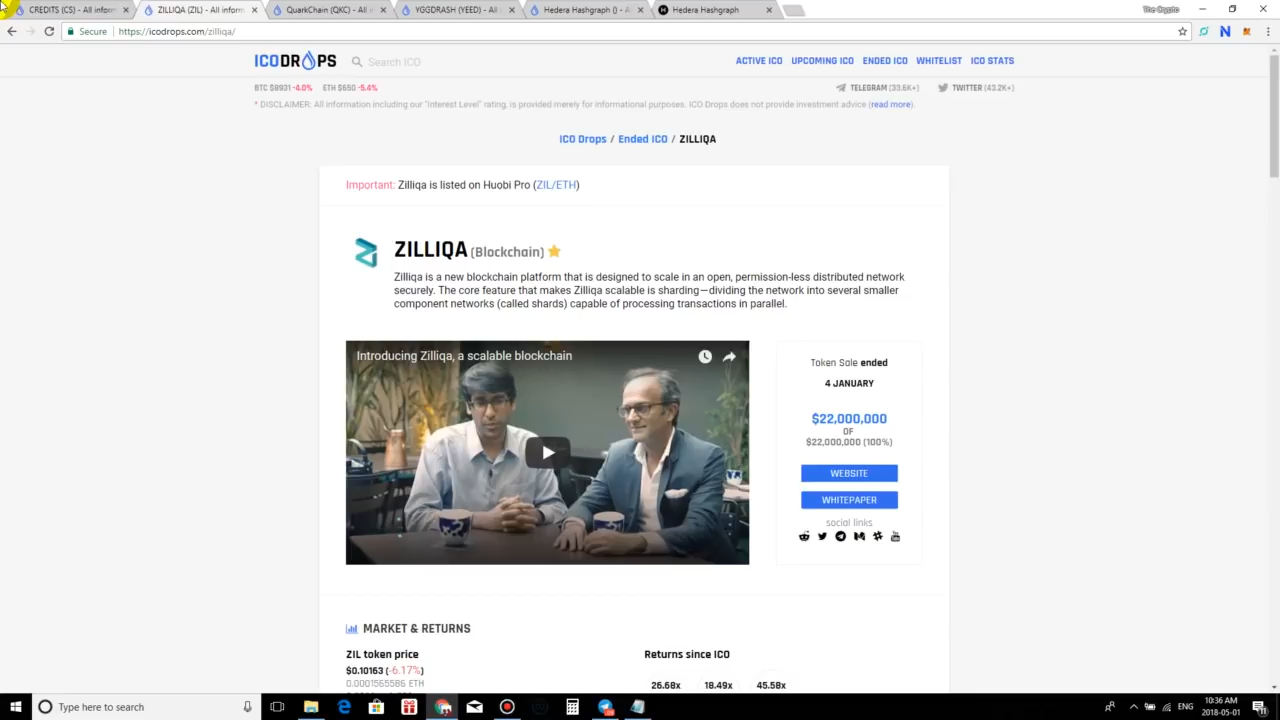 CREDITS (CS) - All inform
ZILLIQA (ZIL) - All inform
QuarkChain (QKC) - All in
YGGDRASH (YEED) - All in
Hedera Hashgraph () - All
Hedera Hashgraph
The Crypto
Secure
https://icodrops.com/zilliqa/
ICODROPS
Search ICO
ACTIVE ICO
UPCOMING ICO
ENDED ICO
WHITELIST
ICO STATS
BTC $8931 -4.0% ETH $650 -5.4%
TELEGRAM (33.6K+)
TWITTER (43.2K+)
* DISCLAIMER: All information including our "Interest Level" rating, is provided merely for informational purposes. ICO Drops does not provide investment advice (read more).
ICO Drops / Ended ICO / ZILLIQA
Important: Zilliqa is listed on Huobi Pro (ZIL/ETH)
ZILLIQA (Blockchain)
Zilliqa is a new blockchain platform that is designed to scale in an open, permission-less distributed network
securely. The core feature that makes Zilliqa scalable is sharding—dividing the network into several smaller
component networks (called shards) capable of processing transactions in parallel.
Introducing Zilliqa, a scalable blockchain
Token Sale ended
4 JANUARY
$22,000,000
OF
$22,000,000 (100%)
WEBSITE
WHITEPAPER
social links
MARKET & RETURNS
ZIL token price
$0.10163 (-6.17%)
0.0001565586 ETH
Returns since ICO
26.68x 18.49x 45.58x
Type here to search
ENG
10:36 AM
2018-05-01